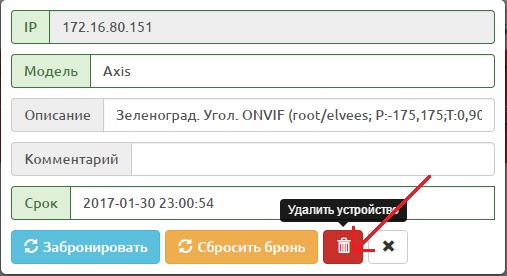 IP 172.16.80.151
Модель Axis
Описание Зеленоград. Угол. ONVIF (root/elvees; P:-175,175;T:0,90
Комментарий
Срок 2017-01-30 23:00:54
Удалить устройство
Забронировать Сбросить бронь